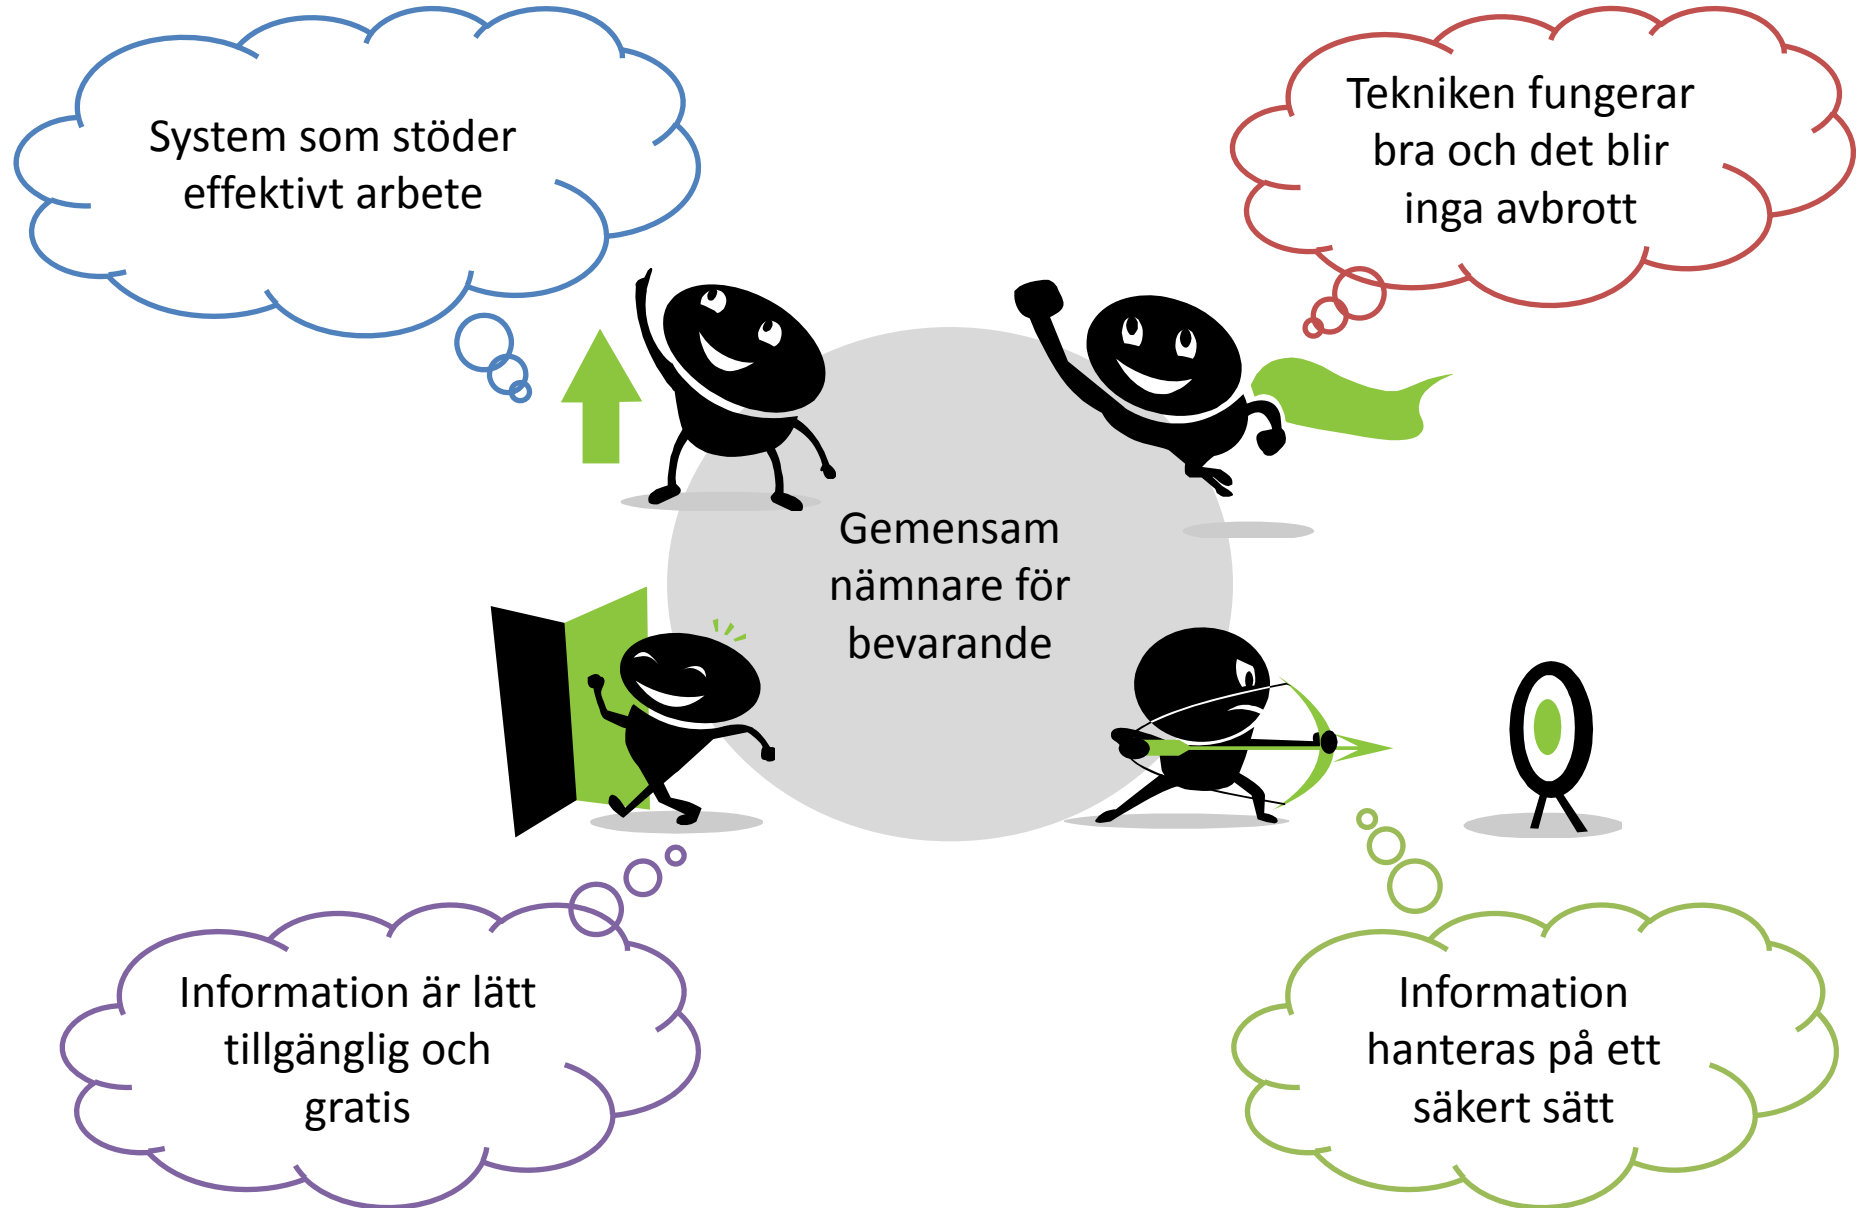 System som stöder
effektivt arbete
Tekniken fungerar
bra och det blir
inga avbrott
Gemensam
nämnare för
bevarande
Information är lätt
tillgänglig och
gratis
Information
hanteras på ett
säkert sätt